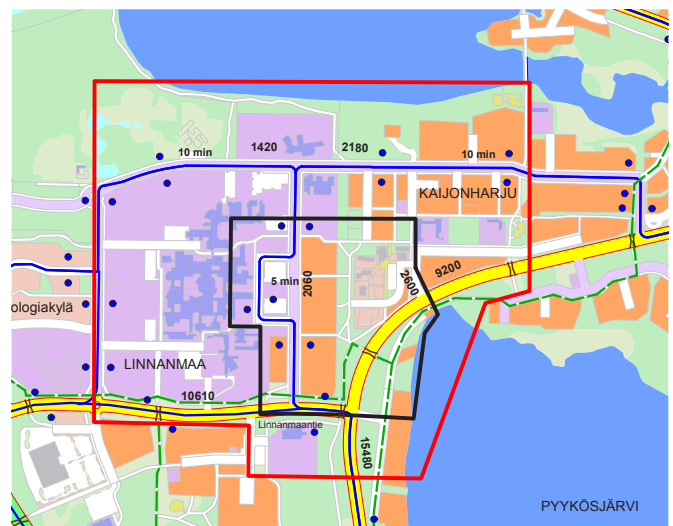 1420
2180
10 min
10 min
KAIJONHARJU
9200
2600
2060
5 min
ologiakylä
LINNANMAA
10610
Linnanmaantie
15480
PYYKÖSJÄRVI